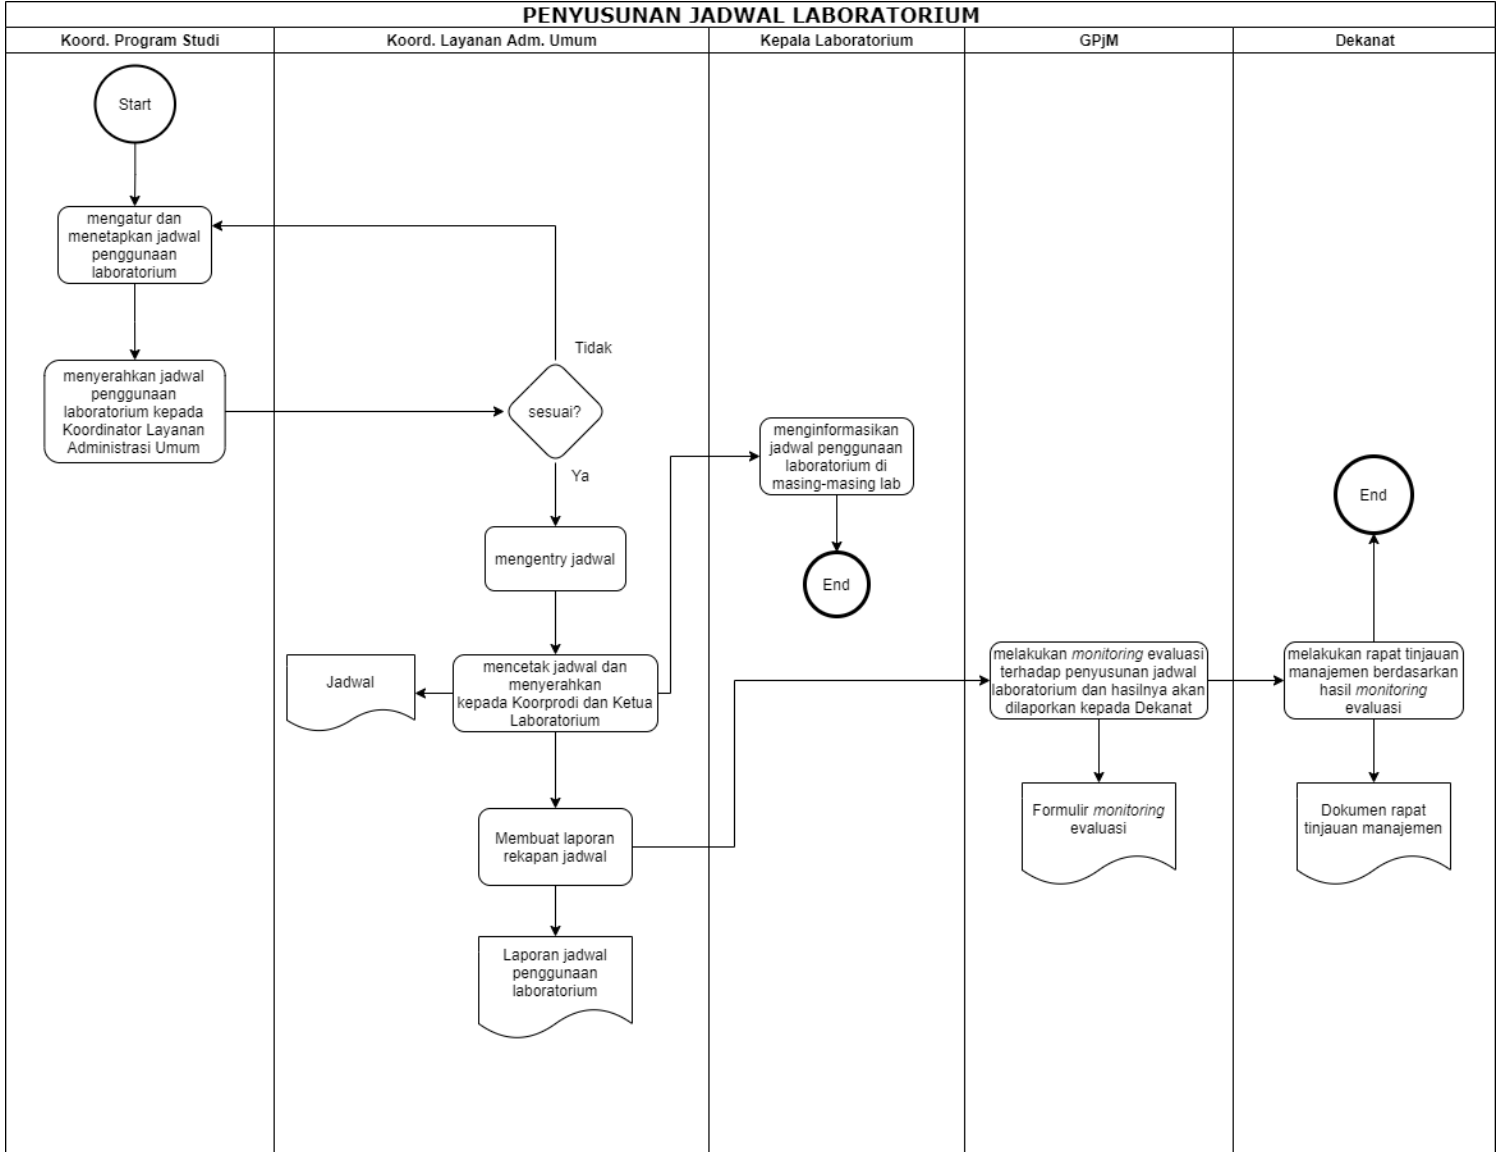 PENYUSUNAN JADWAL LABORATORIUM
Koord. Program Studi
Koord. Layanan Adm. Umum
Kepala Laboratorium
GPjM
Dekanat
Start
mengatur dan
menetapkan jadwal
penggunaan
laboratorium
menyerahkan jadwal
penggunaan
laboratorium kepada
Koordinator Layanan
Administrasi Umum
Tidak
sesuai?
Ya
mengentry jadwal
Jadwal
mencetak jadwal dan
menyerahkan
kepada Koorprodi dan Ketua
Laboratorium
Membuat laporan
rekapan jadwal
Laporan jadwal
penggunaan
laboratorium
menginformasikan
jadwal penggunaan
laboratorium di
masing-masing lab
End
melakukan monitoring evaluasi
terhadap penyusunan jadwal
laboratorium dan hasilnya akan
dilaporkan kepada Dekanat
Formulir monitoring
evaluasi
End
melakukan rapat tinjauan
manajemen berdasarkan
hasil monitoring
evaluasi
Dokumen rapat
tinjauan manajemen